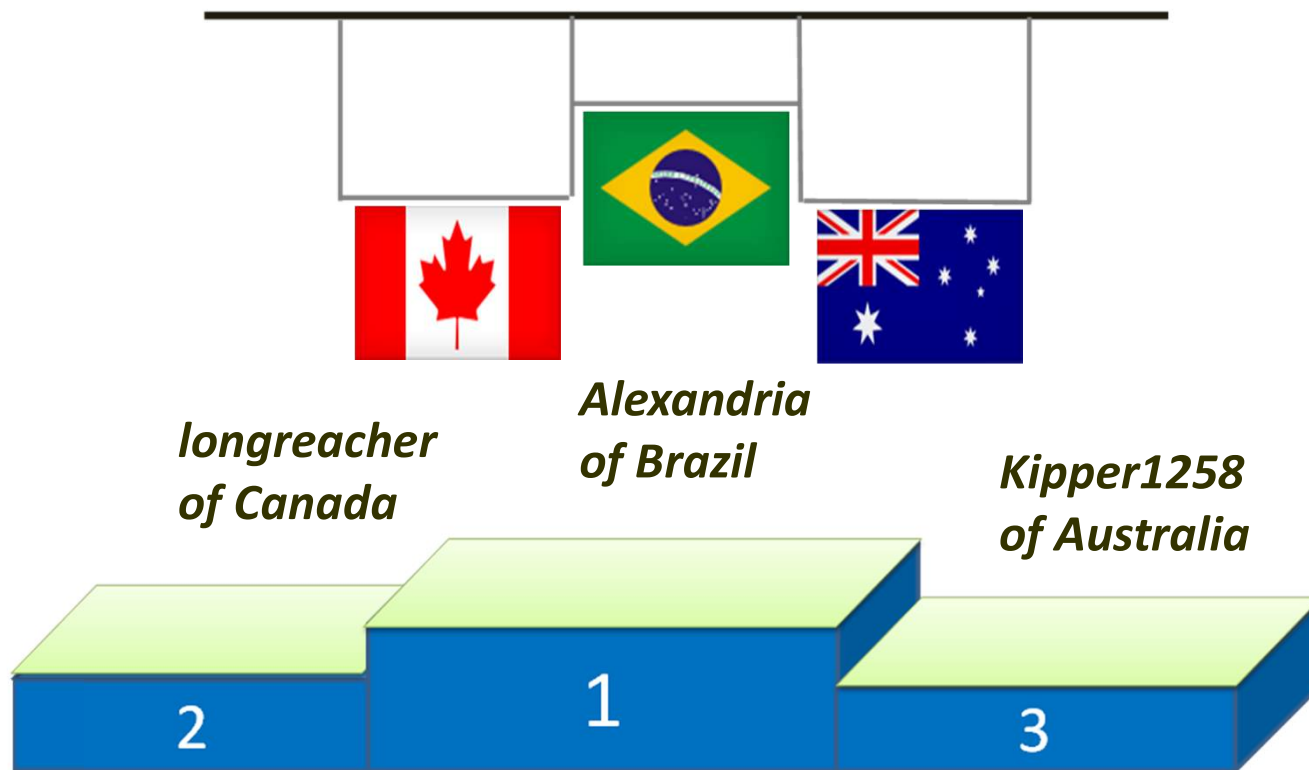 longreacher
of Canada
Alexandria
of Brazil
Kipper1258
of Australia
2
1
3